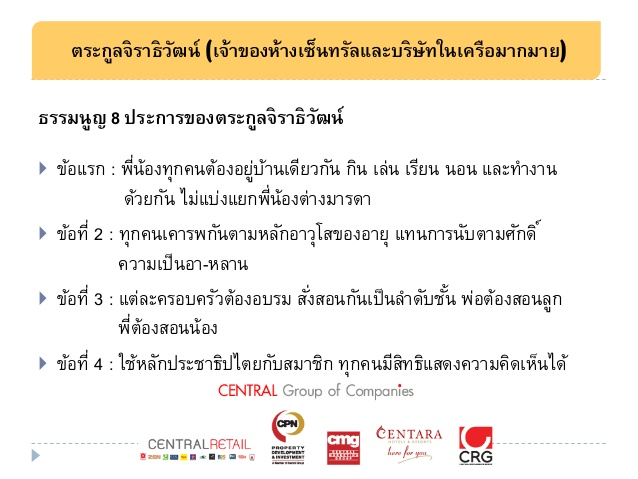 ตระกูลจิราธิวัฒน์ (เจ้าของห้างเซ็นทรัลและบริษัทในเครือมากมาย)
ธรรมนูญ 8 ประการของตระกูลจิราธิวัฒน์
ข้อแรก : พี่น้องทุกคนต้องอยู่บ้านเดียวกัน กิน เล่น เรียน นอน และทำงาน
ด้วยกัน ไม่แบ่งแยกพี่น้องต่างมารดา
ข้อที่ 2 : ทุกคนเคารพกันตามหลักอาวุโสของอายุ แทนการนับตามศักดิ์
ความเป็นอา-หลาน
ข้อที่ 3 : แต่ละครอบครัวต้องอบรม สั่งสอนกันเป็นลำดับชั้น พ่อต้องสอนลูก
พี่ต้องสอนน้อง
ข้อที่ 4 : ใช้หลักประชาธิปไตยกับสมาชิก ทุกคนมีสิทธิแสดงความคิดเห็นได้
CENTRAL Group of Companies
CENTRALRETAIL
CPN
PROPERTY
DEVELOPMENT
& INVESTMENT
cmg
CENTRAL
MARKETING
GROUP
CENTARA
HOTELS & RESORTS
here for you
CRG